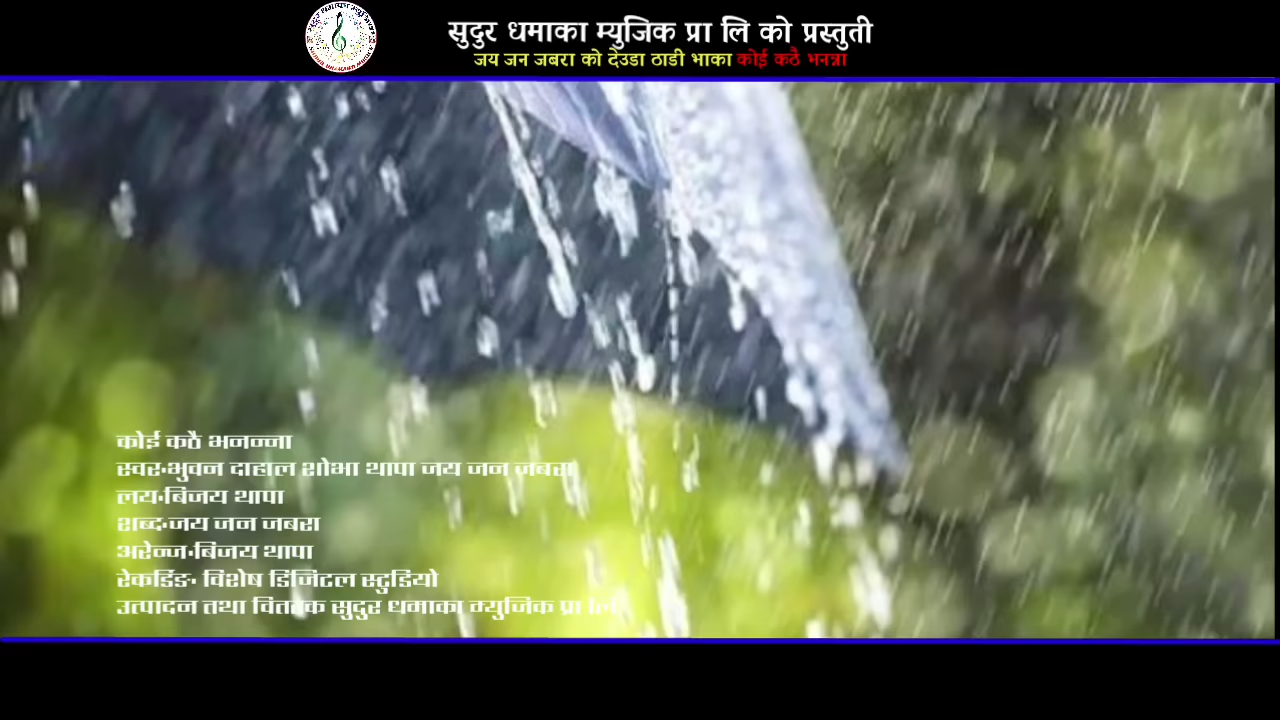 सुदुर धमाका म्युजिक प्रा लि को प्रस्तुती
जय जन जबरा को देउडा ठाडी भाका कोई कठै भनन्ना
कोई कठै भनन्ना
स्वर·भुवन दाहाल शोभा थापा जय जन जबरा
लय·बिजय थापा
शब्द·जय जन जबरा
अरेन्ज·बिजय थापा
रेकर्डिङ· विशेष डिजिटल स्टुडियो
उत्पादन तथा वितरक सुदुर धमाका म्युजिक प्रा लि